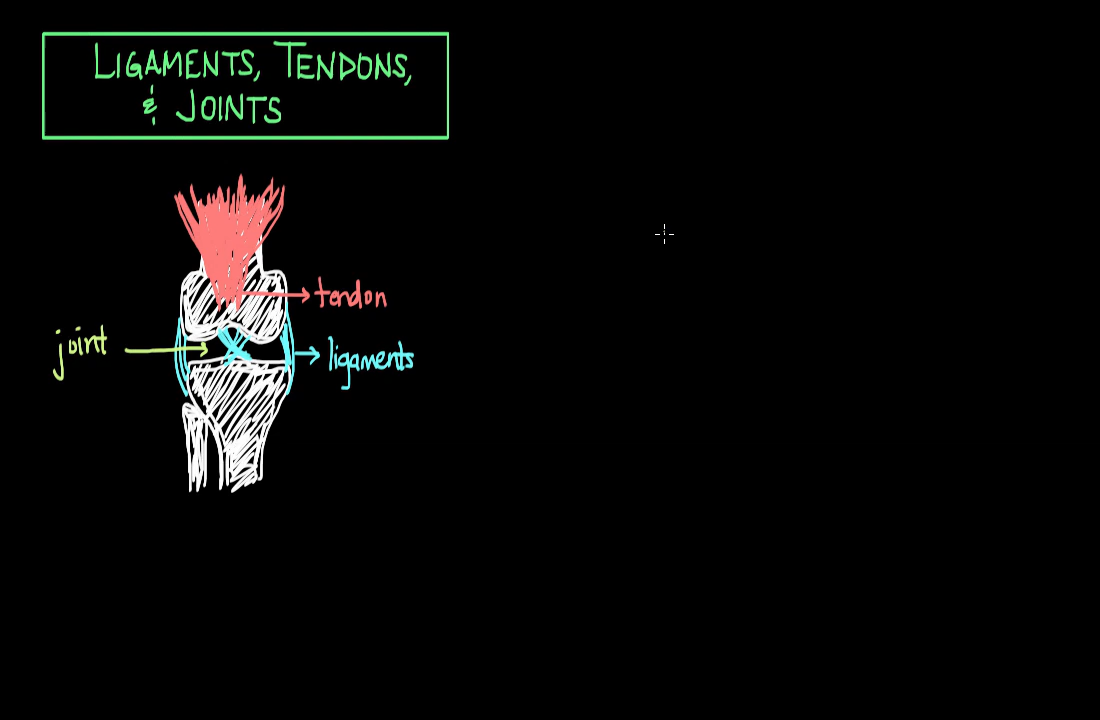 LIGAMENTS, TENDONS,
& JOINTS
tendon
joint
ligaments